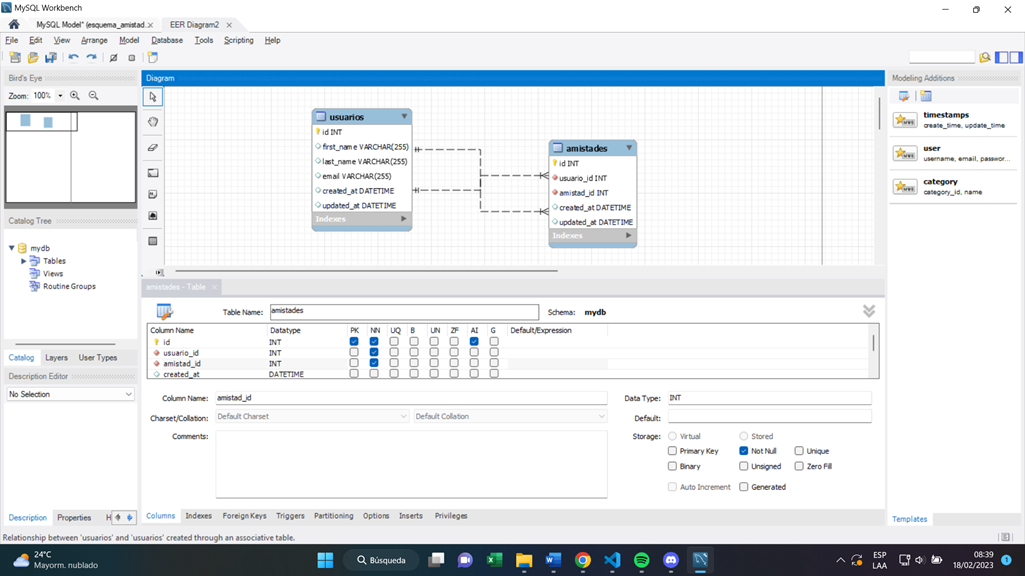 MySQL Workbench
MySQL Model* (esquema_amistad.× EER Diagram2 ×
File Edit View Arrange Model Database Tools Scripting Help
Bird's Eye
Zoom: 100%
Catalog Tree
mydb
Tables
Views
Routine Groups
Catalog Layers User Types
Description Editor
No Selection
Description Properties H
Diagram
usuarios
id INT
first_name VARCHAR(255)
last_name VARCHAR(255)
email VARCHAR(255)
created_at DATETIME
updated_at DATETIME
Indexes
amistades
id INT
usuario_id INT
amistad_id INT
created_at DATETIME
updated_at DATETIME
Indexes
Modeling Additions
timestamps
create_time, update_time
user
username, email, passwor...
category
category_id, name
Templates
amistades - Table ×
Table Name: amistades Schema: mydb
Column Name Datatype PK NN UQ B UN ZF AI G Default/Expression
id INT
usuario_id INT
amistad_id INT
created_at DATETIME
Column Name: amistad_id Data Type: INT
Charset/Collation: Default Charset Default Collation Default:
Comments: Storage: Virtual Stored
Primary Key Not Null Unique
Binary Unsigned Zero Fill
Auto Increment Generated
Columns Indexes Foreign Keys Triggers Partitioning Options Inserts Privileges
Relationship between 'usuarios' and 'usuarios' created through an associative table.
24°C
Mayorm. nublado
Búsqueda
ESP
LAA
08:39
18/02/2023
1